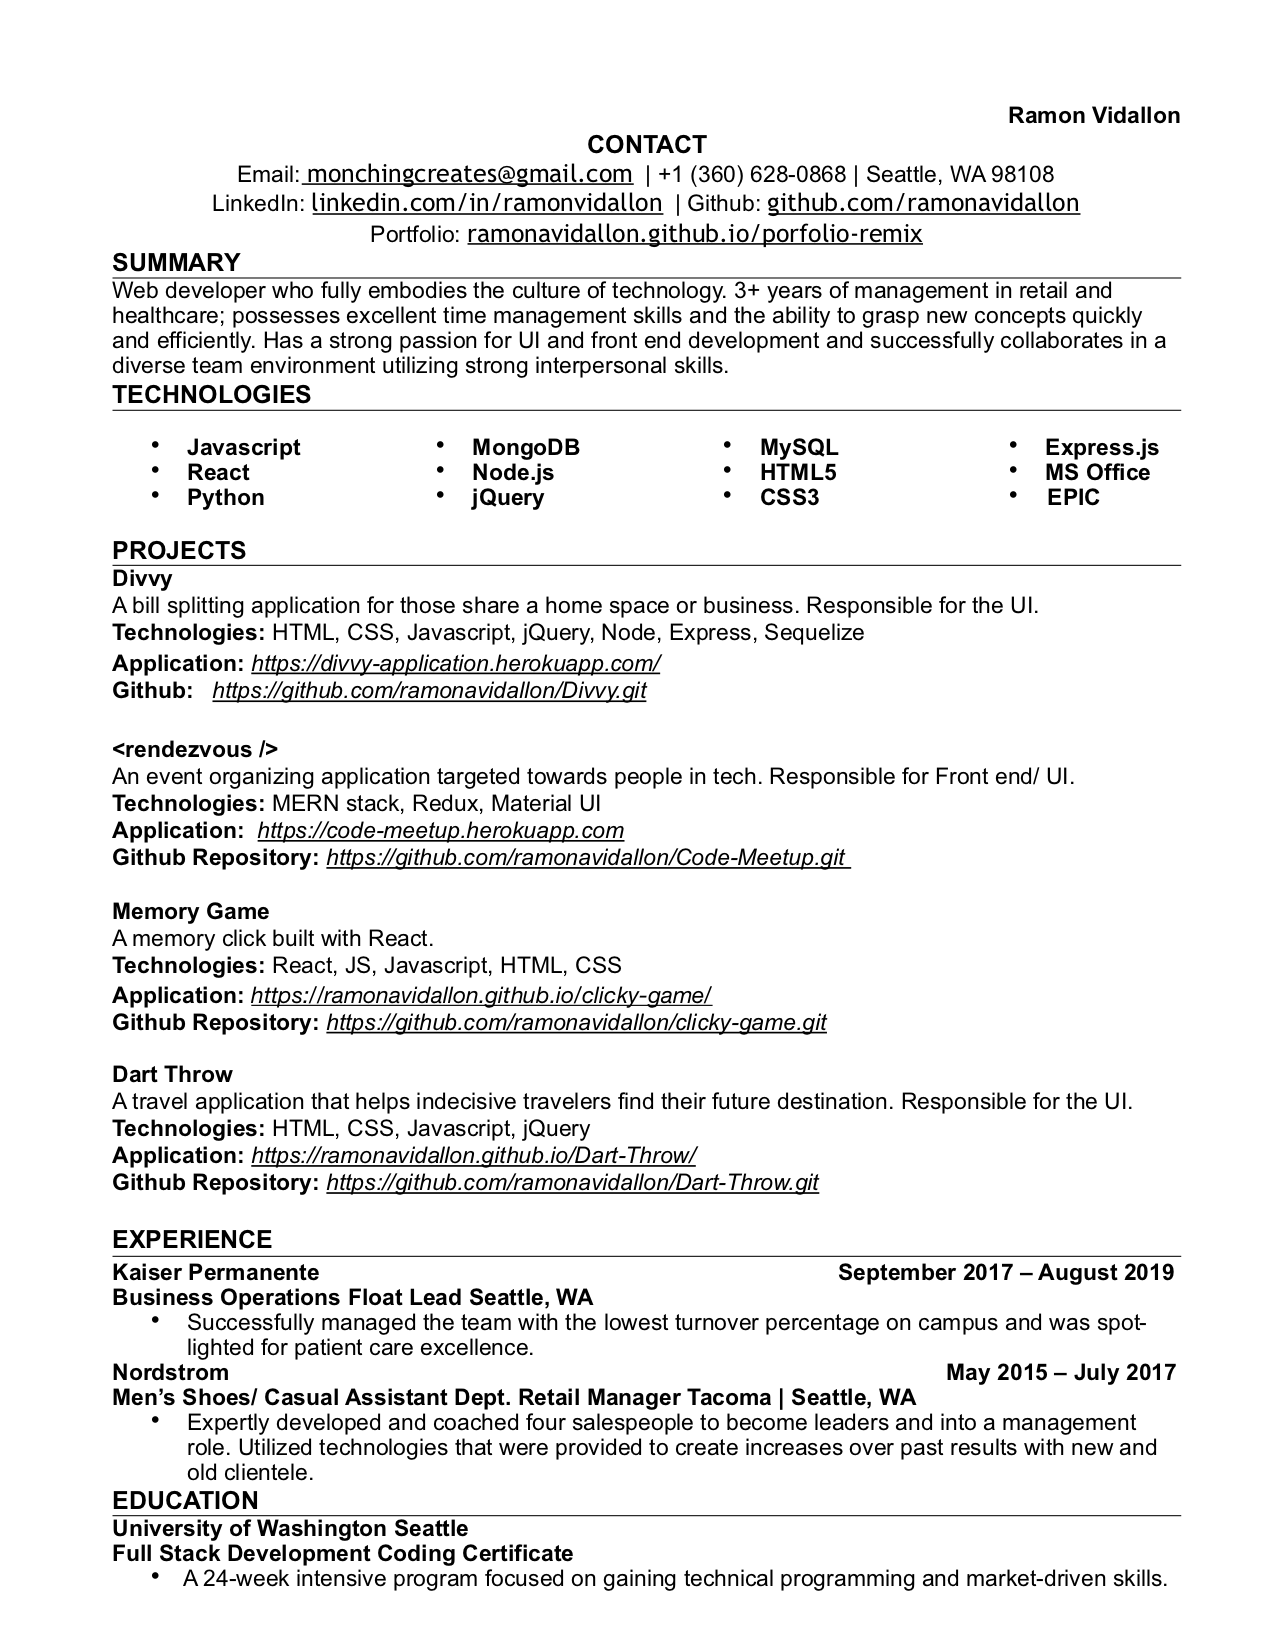 Ramon Vidallon
CONTACT
Email: monchingcreates@gmail.com | +1 (360) 628-0868 | Seattle, WA 98108
LinkedIn: linkedin.com/in/ramonvidallon | Github: github.com/ramonavidallon
Portfolio: ramonavidallon.github.io/porfolio-remix
SUMMARY
Web developer who fully embodies the culture of technology. 3+ years of management in retail and
healthcare; possesses excellent time management skills and the ability to grasp new concepts quickly
and efficiently. Has a strong passion for UI and front end development and successfully collaborates in a
diverse team environment utilizing strong interpersonal skills.
TECHNOLOGIES
• Javascript • MongoDB • MySQL • Express.js
• React • Node.js • HTML5 • MS Office
• Python • jQuery • CSS3 • EPIC
PROJECTS
Divvy
A bill splitting application for those share a home space or business. Responsible for the UI.
Technologies: HTML, CSS, Javascript, jQuery, Node, Express, Sequelize
Application: https://divvy-application.herokuapp.com/
Github: https://github.com/ramonavidallon/Divvy.git
<rendezvous />
An event organizing application targeted towards people in tech. Responsible for Front end/ UI.
Technologies: MERN stack, Redux, Material UI
Application: https://code-meetup.herokuapp.com
Github Repository: https://github.com/ramonavidallon/Code-Meetup.git
Memory Game
A memory click built with React.
Technologies: React, JS, Javascript, HTML, CSS
Application: https://ramonavidallon.github.io/clicky-game/
Github Repository: https://github.com/ramonavidallon/clicky-game.git
Dart Throw
A travel application that helps indecisive travelers find their future destination. Responsible for the UI.
Technologies: HTML, CSS, Javascript, jQuery
Application: https://ramonavidallon.github.io/Dart-Throw/
Github Repository: https://github.com/ramonavidallon/Dart-Throw.git
EXPERIENCE
Kaiser Permanente September 2017 – August 2019
Business Operations Float Lead Seattle, WA
• Successfully managed the team with the lowest turnover percentage on campus and was spot-
lighted for patient care excellence.
Nordstrom May 2015 – July 2017
Men’s Shoes/ Casual Assistant Dept. Retail Manager Tacoma | Seattle, WA
• Expertly developed and coached four salespeople to become leaders and into a management
role. Utilized technologies that were provided to create increases over past results with new and
old clientele.
EDUCATION
University of Washington Seattle
Full Stack Development Coding Certificate
• A 24-week intensive program focused on gaining technical programming and market-driven skills.